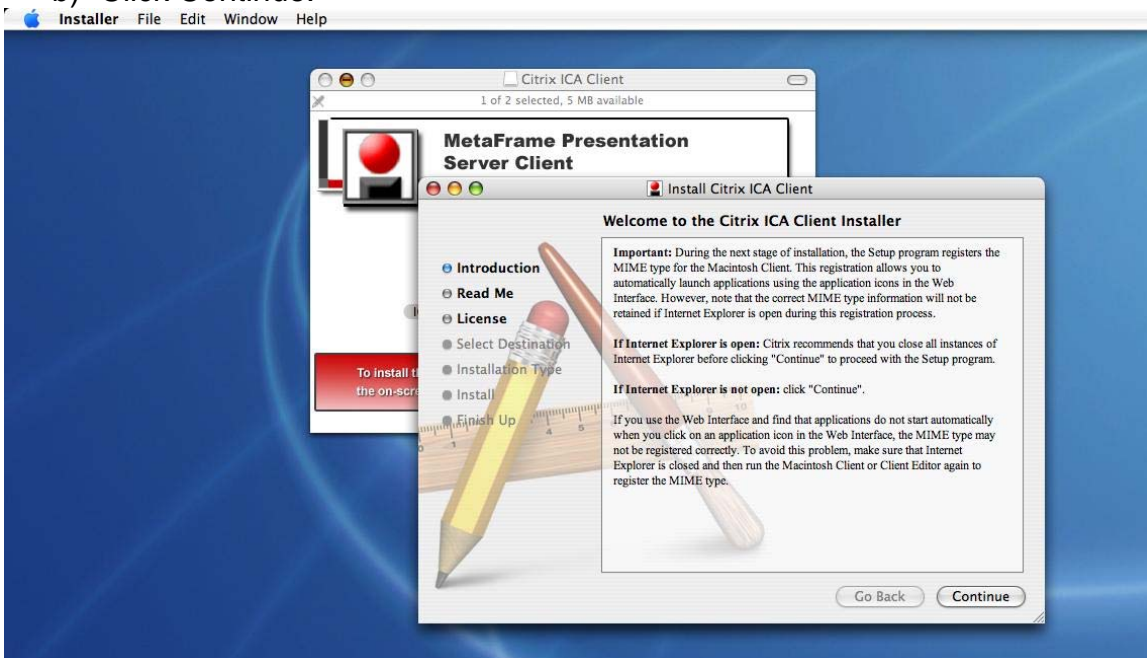 b) Click Continue.
Installer File Edit Window Help
Citrix ICA Client
1 of 2 selected, 5 MB available
MetaFrame Presentation
Server Client
To install
the on-scre
Install Citrix ICA Client
Welcome to the Citrix ICA Client Installer
Introduction
Read Me
License
Select Destination
Installation Type
Install
Finish Up
Important: During the next stage of installation, the Setup program registers the
MIME type for the Macintosh Client. This registration allows you to
automatically launch applications using the application icons in the Web
Interface. However, note that the correct MIME type information will not be
retained if Internet Explorer is open during this registration process.
If Internet Explorer is open: Citrix recommends that you close all instances of
Internet Explorer before clicking "Continue" to proceed with the Setup program.
If Internet Explorer is not open: click "Continue".
If you use the Web Interface and find that applications do not start automatically
when you click on an application icon in the Web Interface, the MIME type may
not be registered correctly. To avoid this problem, make sure that Internet
Explorer is closed and then run the Macintosh Client or Client Editor again to
register the MIME type.
Go Back Continue